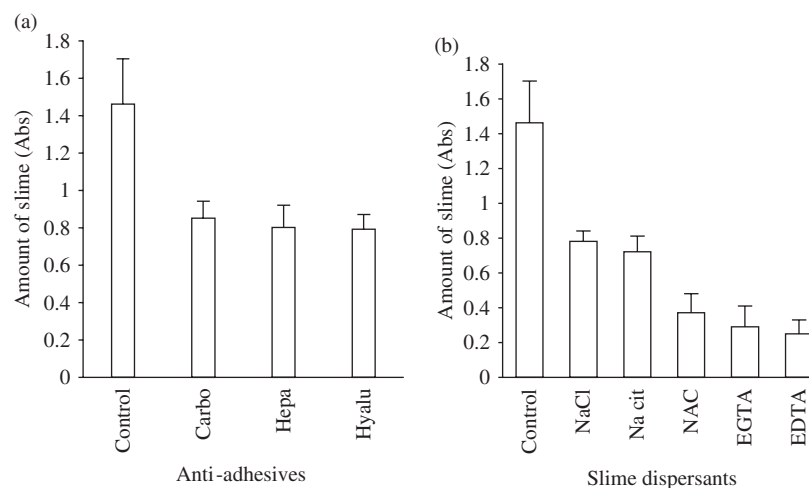 (a)
1.8
1.6
1.4
1.2
1
0.8
0.6
0.4
0.2
0
Amount of slime (Abs)
Control
Carbo
Hepa
Hyalu
Anti-adhesives
(b)
1.8
1.6
1.4
1.2
1
0.8
0.6
0.4
0.2
0
Amount of slime (Abs)
Control
NaCl
Na cit
NAC
EGTA
EDTA
Slime dispersants